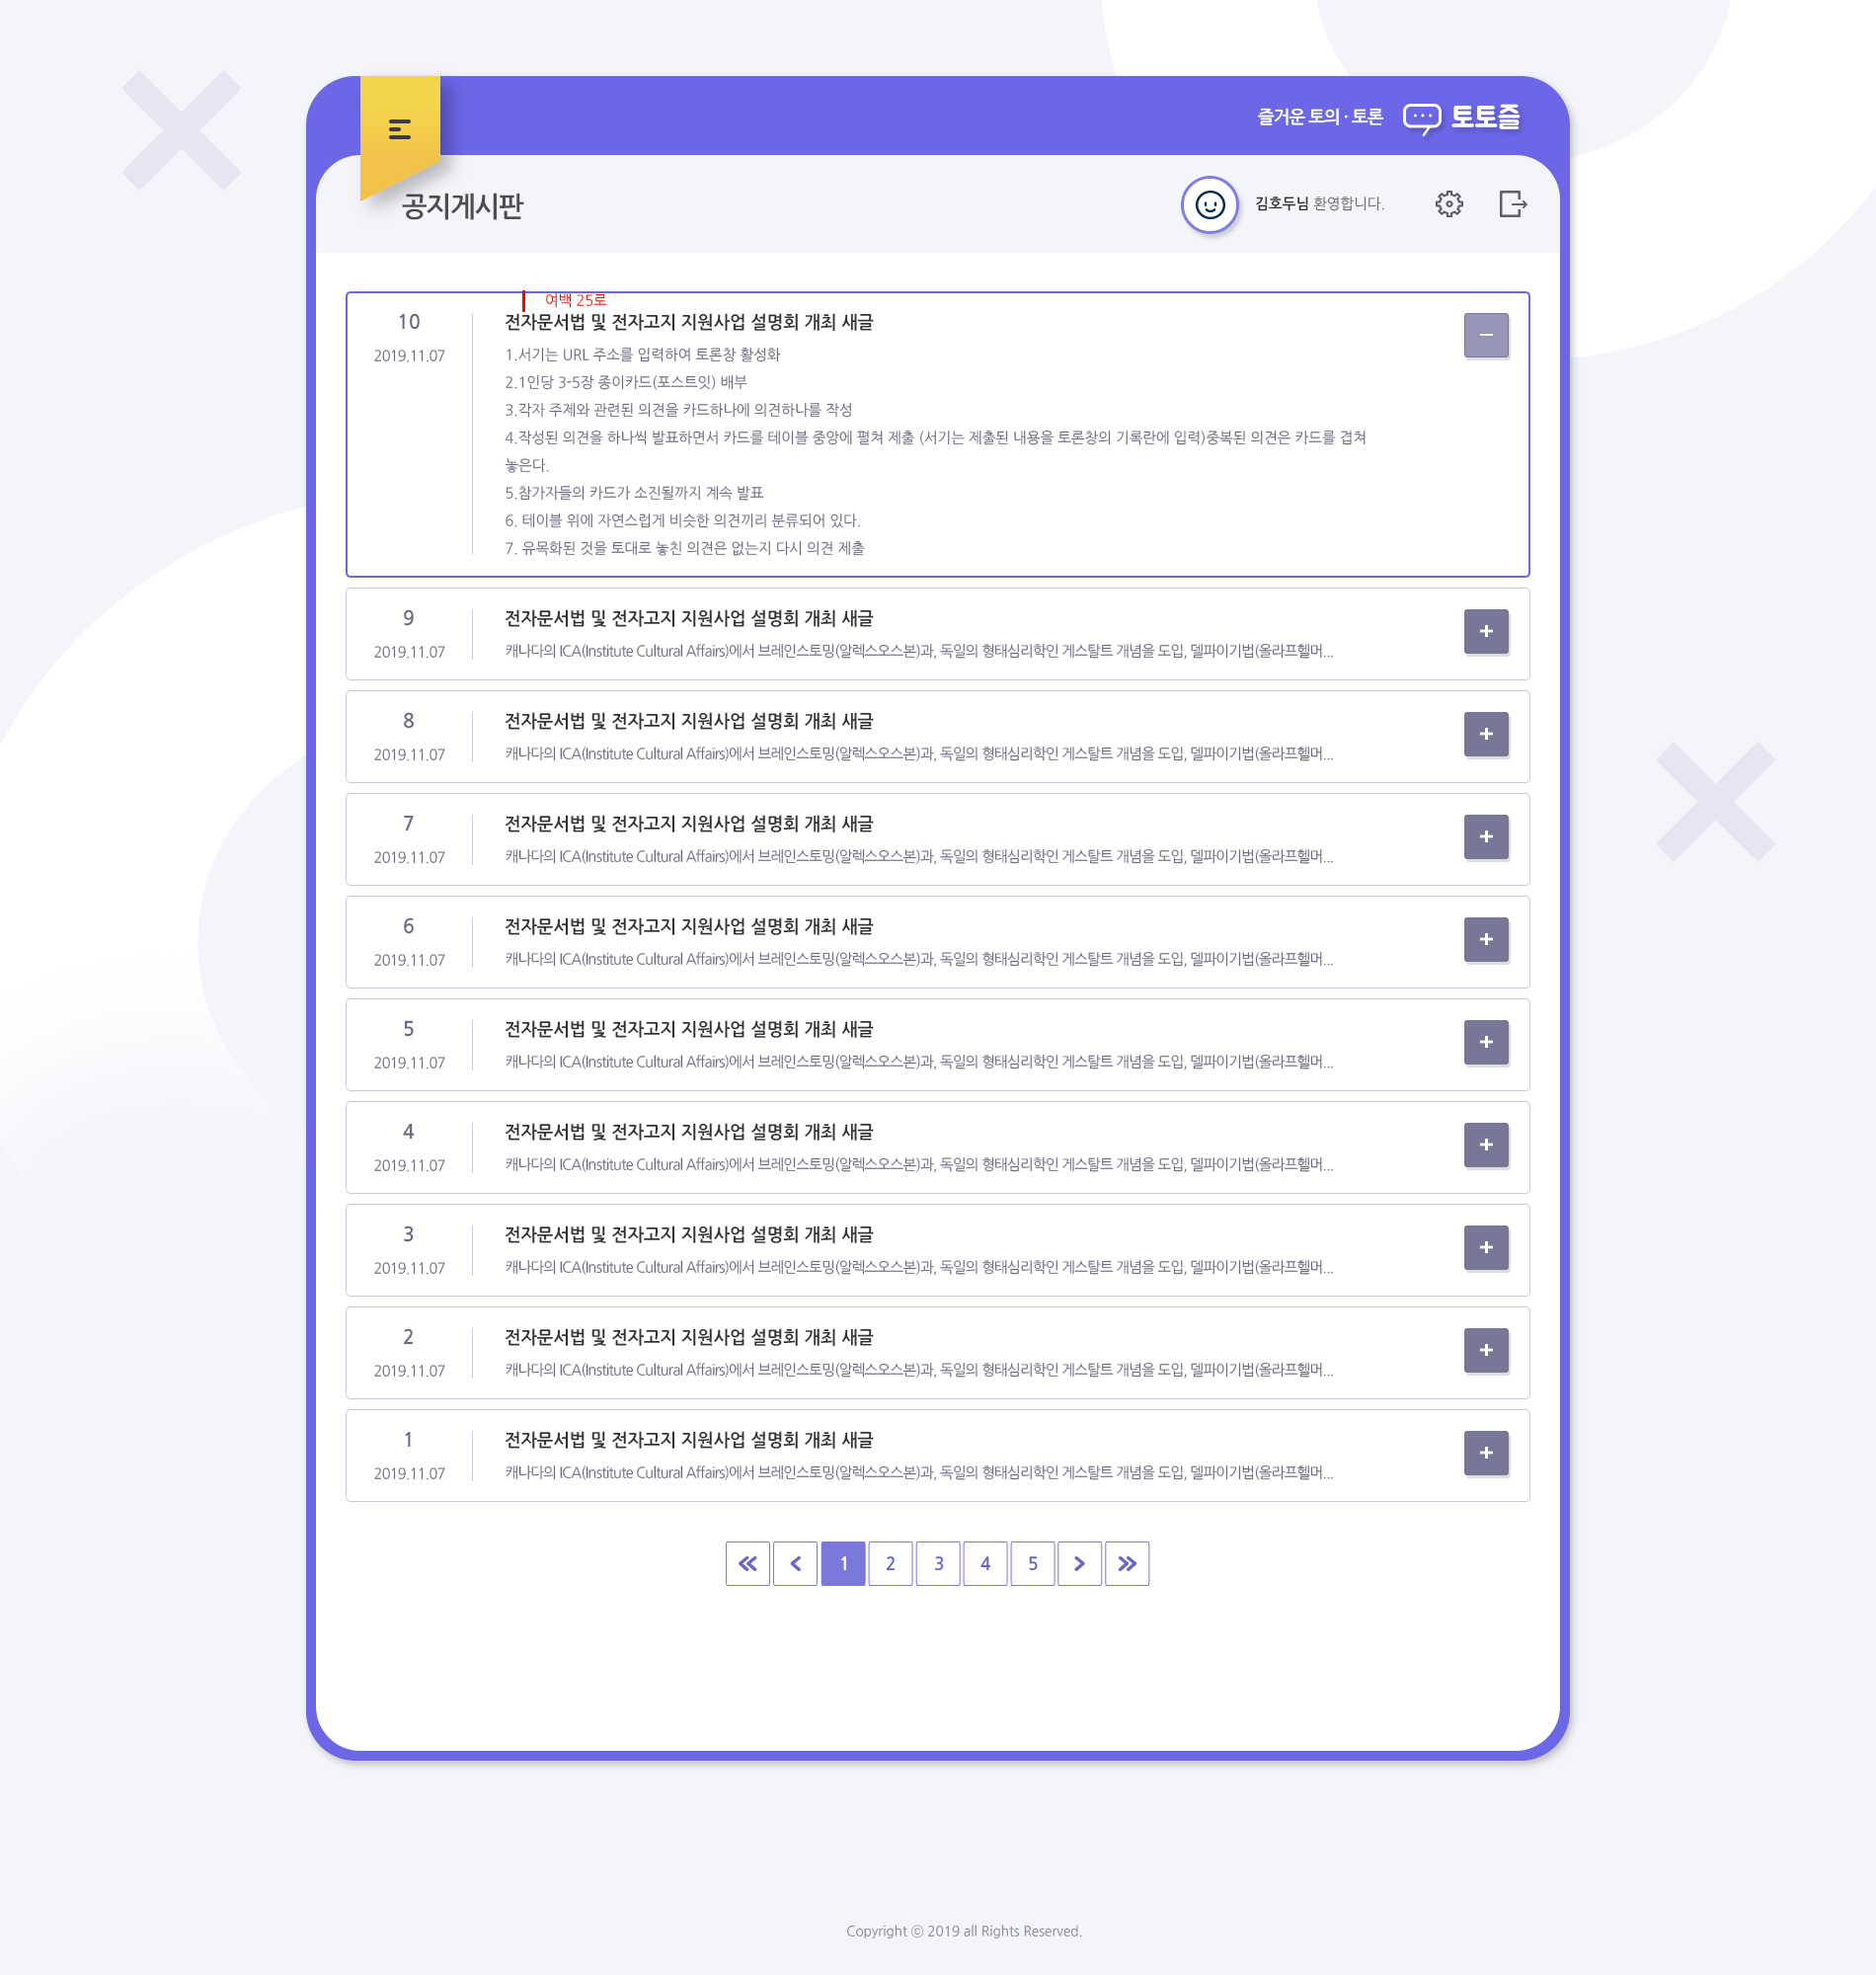 즐거운 토의 · 토론 토토즐
공지게시판
김호두님 환영합니다.
여백 25로
10
전자문서법 및 전자고지 지원사업 설명회 개최 새글
2019.11.07
1.서기는 URL 주소를 입력하여 토론창 활성화
2.1인당 3-5장 종이카드(포스트잇) 배부
3.각자 주제와 관련된 의견을 카드하나에 의견하나를 작성
4.작성된 의견을 하나씩 발표하면서 카드를 테이블 중앙에 펼쳐 제출 (서기는 제출된 내용을 토론창의 기록란에 입력)중복된 의견은 카드를 겹쳐
놓은다.
5.참가자들의 카드가 소진될까지 계속 발표
6. 테이블 위에 자연스럽게 비슷한 의견끼리 분류되어 있다.
7. 유목화된 것을 토대로 놓친 의견은 없는지 다시 의견 제출
9
전자문서법 및 전자고지 지원사업 설명회 개최 새글
2019.11.07
캐나다의 ICA(Institute Cultural Affairs)에서 브레인스토밍(알렉스오스본)과, 독일의 형태심리학인 게스탈트 개념을 도입, 델파이기법(올라프헬머...
8
전자문서법 및 전자고지 지원사업 설명회 개최 새글
2019.11.07
캐나다의 ICA(Institute Cultural Affairs)에서 브레인스토밍(알렉스오스본)과, 독일의 형태심리학인 게스탈트 개념을 도입, 델파이기법(올라프헬머...
7
전자문서법 및 전자고지 지원사업 설명회 개최 새글
2019.11.07
캐나다의 ICA(Institute Cultural Affairs)에서 브레인스토밍(알렉스오스본)과, 독일의 형태심리학인 게스탈트 개념을 도입, 델파이기법(올라프헬머...
6
전자문서법 및 전자고지 지원사업 설명회 개최 새글
2019.11.07
캐나다의 ICA(Institute Cultural Affairs)에서 브레인스토밍(알렉스오스본)과, 독일의 형태심리학인 게스탈트 개념을 도입, 델파이기법(올라프헬머...
5
전자문서법 및 전자고지 지원사업 설명회 개최 새글
2019.11.07
캐나다의 ICA(Institute Cultural Affairs)에서 브레인스토밍(알렉스오스본)과, 독일의 형태심리학인 게스탈트 개념을 도입, 델파이기법(올라프헬머...
4
전자문서법 및 전자고지 지원사업 설명회 개최 새글
2019.11.07
캐나다의 ICA(Institute Cultural Affairs)에서 브레인스토밍(알렉스오스본)과, 독일의 형태심리학인 게스탈트 개념을 도입, 델파이기법(올라프헬머...
3
전자문서법 및 전자고지 지원사업 설명회 개최 새글
2019.11.07
캐나다의 ICA(Institute Cultural Affairs)에서 브레인스토밍(알렉스오스본)과, 독일의 형태심리학인 게스탈트 개념을 도입, 델파이기법(올라프헬머...
2
전자문서법 및 전자고지 지원사업 설명회 개최 새글
2019.11.07
캐나다의 ICA(Institute Cultural Affairs)에서 브레인스토밍(알렉스오스본)과, 독일의 형태심리학인 게스탈트 개념을 도입, 델파이기법(올라프헬머...
1
전자문서법 및 전자고지 지원사업 설명회 개최 새글
2019.11.07
캐나다의 ICA(Institute Cultural Affairs)에서 브레인스토밍(알렉스오스본)과, 독일의 형태심리학인 게스탈트 개념을 도입, 델파이기법(올라프헬머...
1 2 3 4 5
Copyright ⓒ 2019 all Rights Reserved.